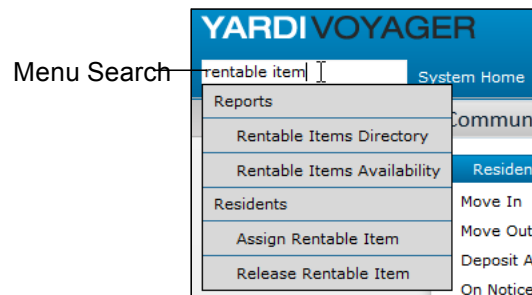 YARDI VOYAGER
Menu Search
rentable item
System Home
Reports
Commun
Rentable Items Directory
Residen
Rentable Items Availability
Residents
Move In
Assign Rentable Item
Move Out
Deposit A
Release Rentable Item
On Notice